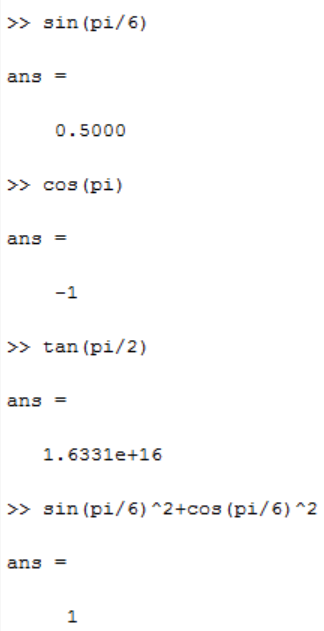 >> sin(pi/6)
ans =
0.5000
>> cos(pi)
ans =
-1
>> tan(pi/2)
ans =
1.6331e+16
>> sin(pi/6)^2+cos(pi/6)^2
ans =
1